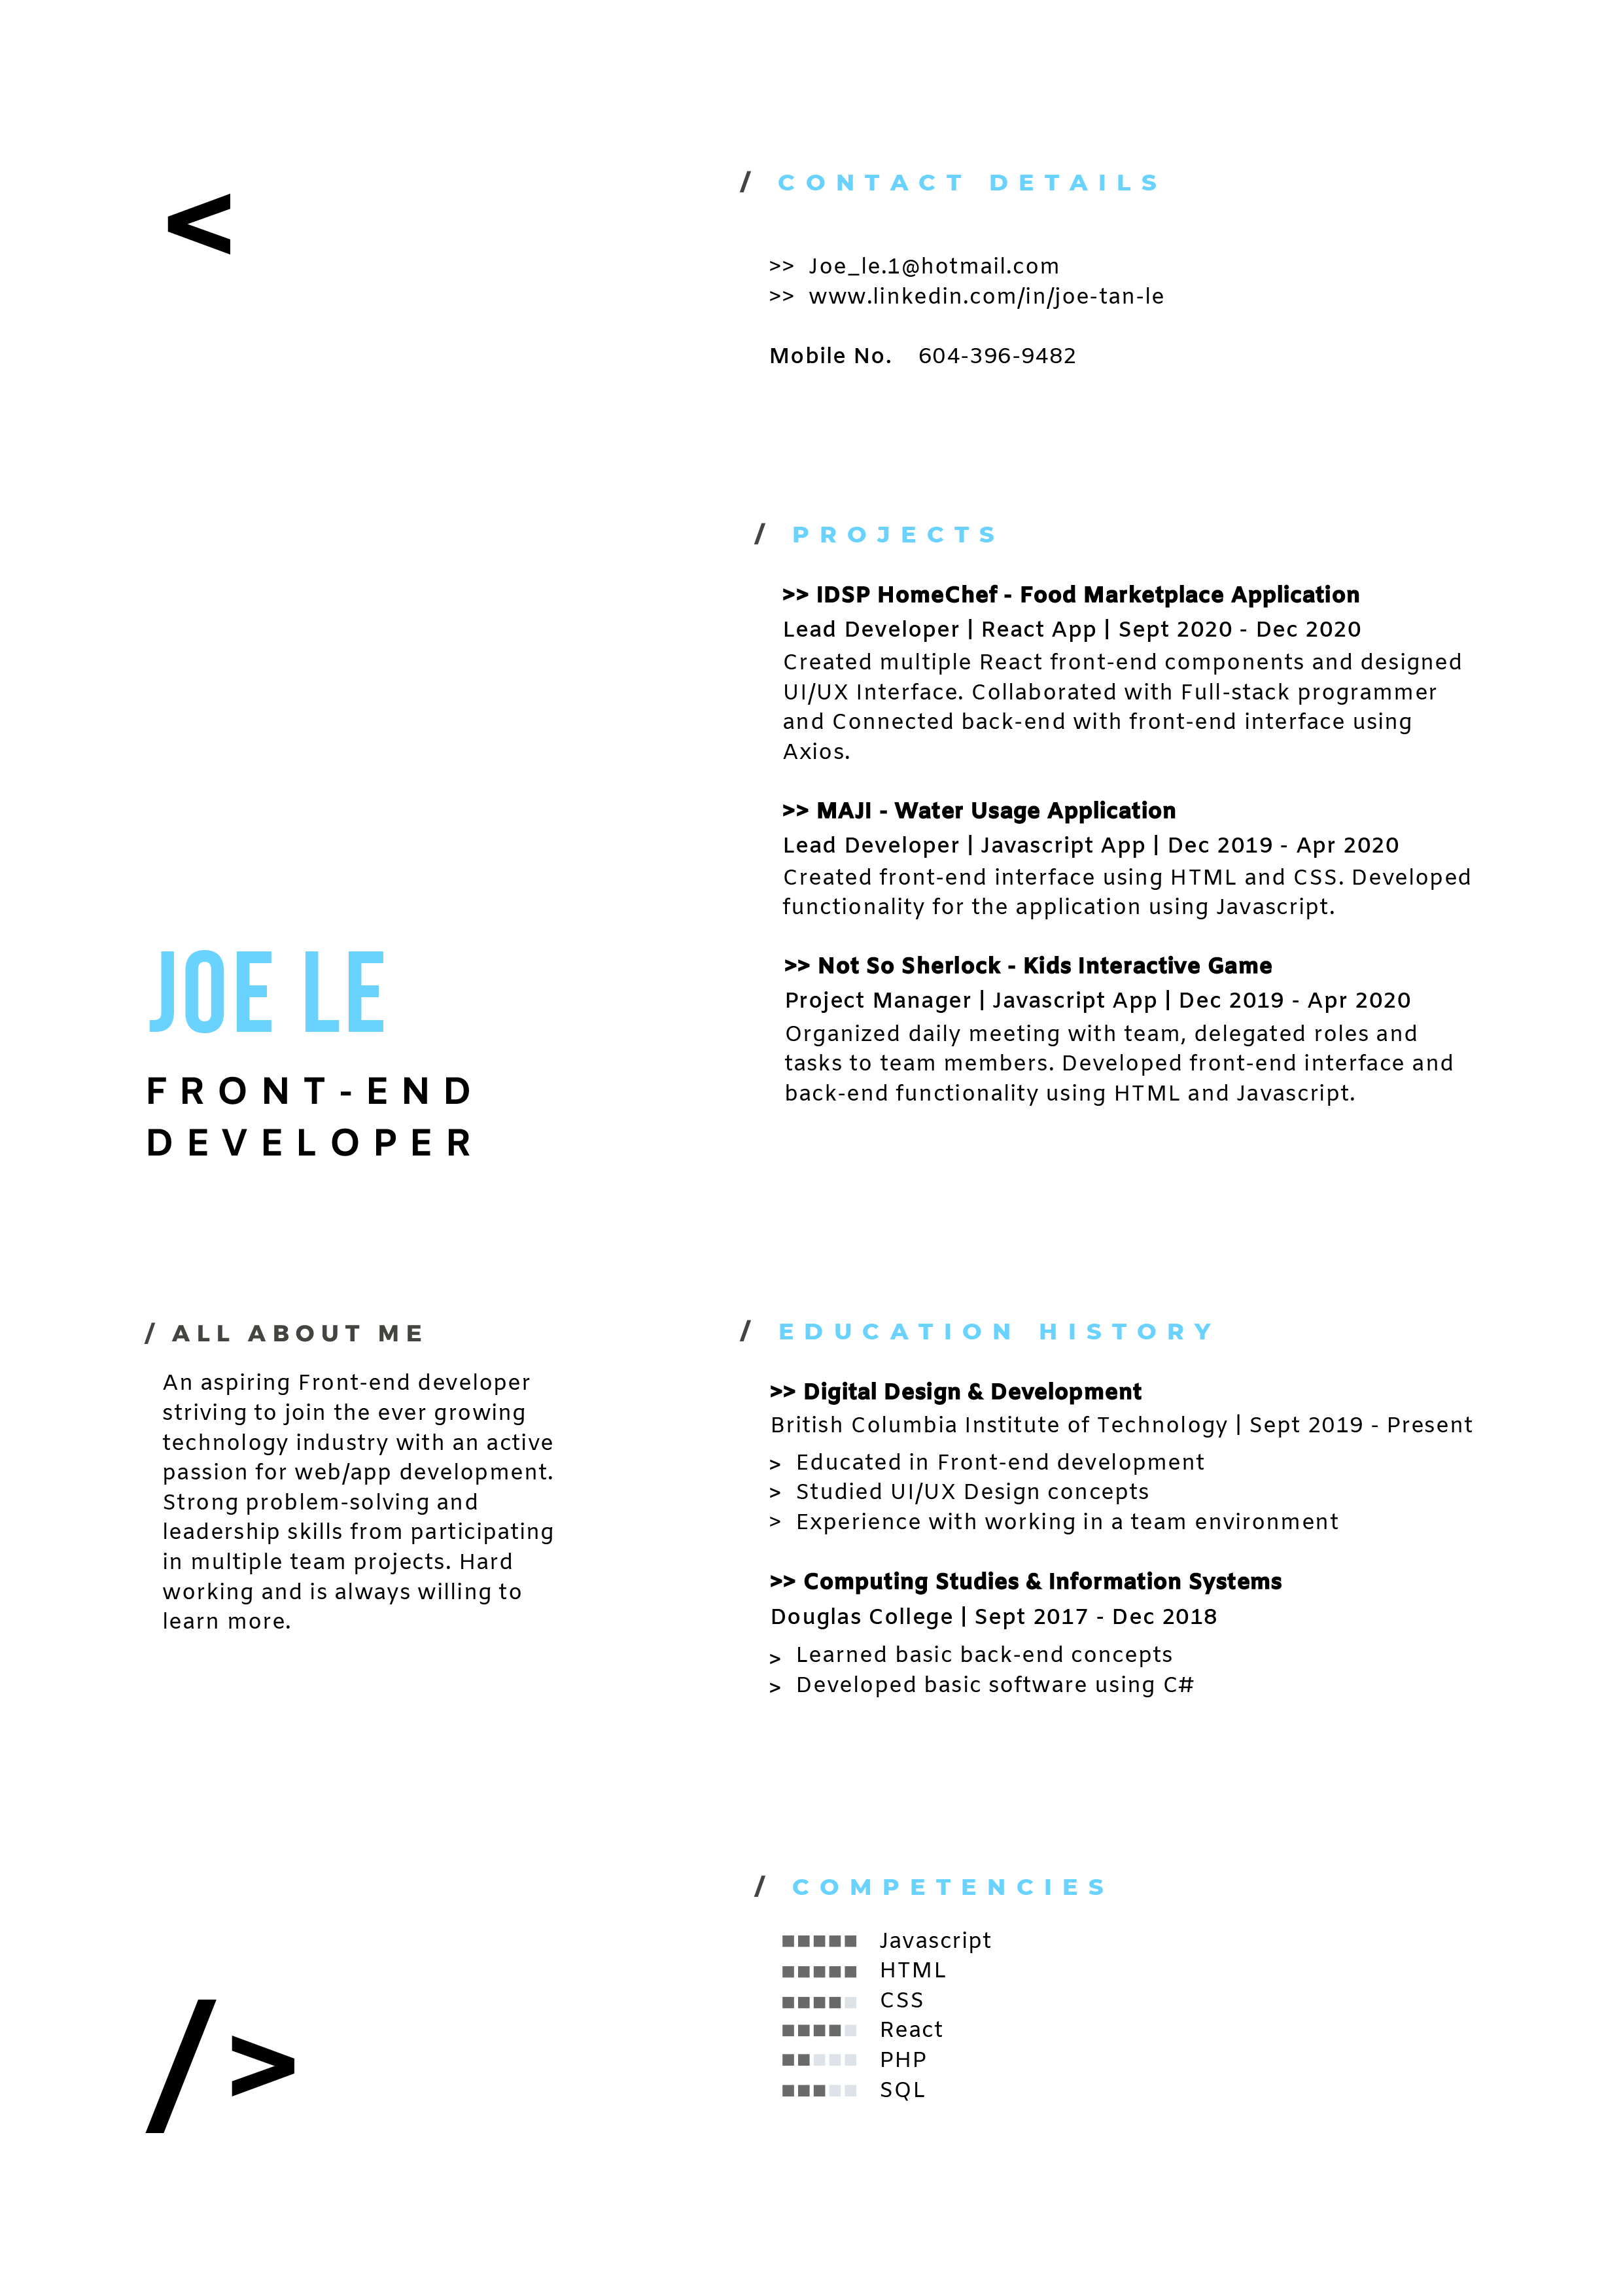 <
JOE LE
FRONT-END
DEVELOPER
/ ALL ABOUT ME
An aspiring Front-end developer
striving to join the ever growing
technology industry with an active
passion for web/app development.
Strong problem-solving and
leadership skills from participating
in multiple team projects. Hard
working and is always willing to
learn more.
/>
/ CONTACT DETAILS
>> Joe_le.1@hotmail.com
>> www.linkedin.com/in/joe-tan-le
Mobile No. 604-396-9482
/ PROJECTS
>> IDSP HomeChef - Food Marketplace Application
Lead Developer | React App | Sept 2020 - Dec 2020
Created multiple React front-end components and designed
UI/UX Interface. Collaborated with Full-stack programmer
and Connected back-end with front-end interface using
Axios.
>> MAJI - Water Usage Application
Lead Developer | Javascript App | Dec 2019 - Apr 2020
Created front-end interface using HTML and CSS. Developed
functionality for the application using Javascript.
>> Not So Sherlock - Kids Interactive Game
Project Manager | Javascript App | Dec 2019 - Apr 2020
Organized daily meeting with team, delegated roles and
tasks to team members. Developed front-end interface and
back-end functionality using HTML and Javascript.
/ EDUCATION HISTORY
>> Digital Design & Development
British Columbia Institute of Technology | Sept 2019 - Present
> Educated in Front-end development
> Studied UI/UX Design concepts
> Experience with working in a team environment
>> Computing Studies & Information Systems
Douglas College | Sept 2017 - Dec 2018
> Learned basic back-end concepts
> Developed basic software using C#
/ COMPETENCIES
Javascript
HTML
CSS
React
PHP
SQL